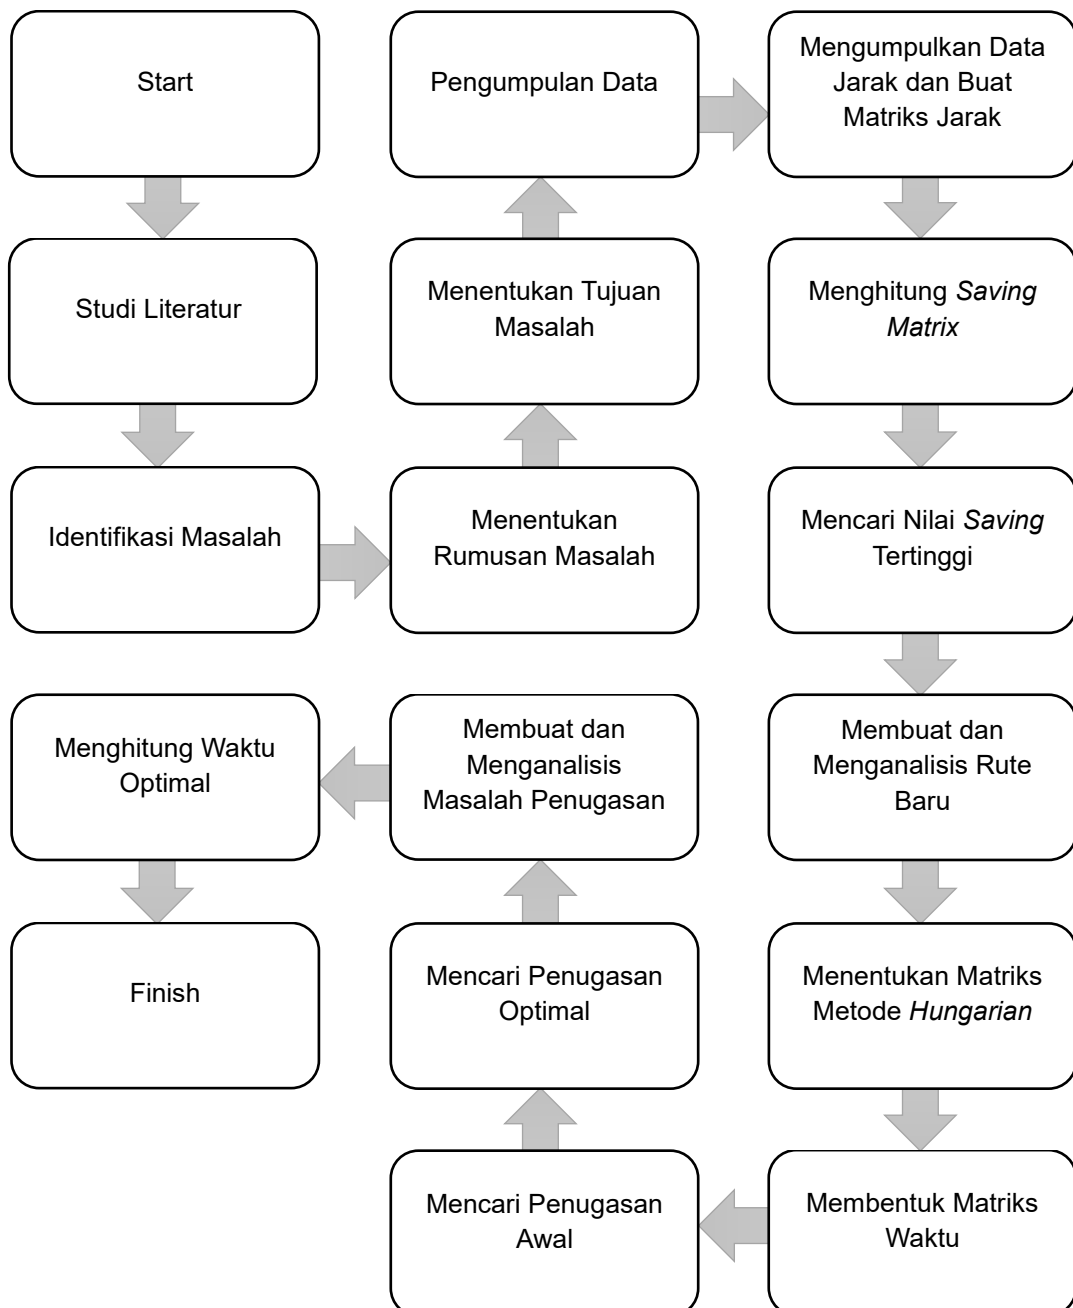 Start
Studi Literatur
Identifikasi Masalah
Menentukan
Rumusan Masalah
Menentukan Tujuan
Masalah
Pengumpulan Data
Mengumpulkan Data
Jarak dan Buat
Matriks Jarak
Menghitung Saving
Matrix
Mencari Nilai Saving
Tertinggi
Membuat dan
Menganalisis Rute
Baru
Menentukan Matriks
Metode Hungarian
Membentuk Matriks
Waktu
Mencari Penugasan
Awal
Mencari Penugasan
Optimal
Membuat dan
Menganalisis
Masalah Penugasan
Menghitung Waktu
Optimal
Finish